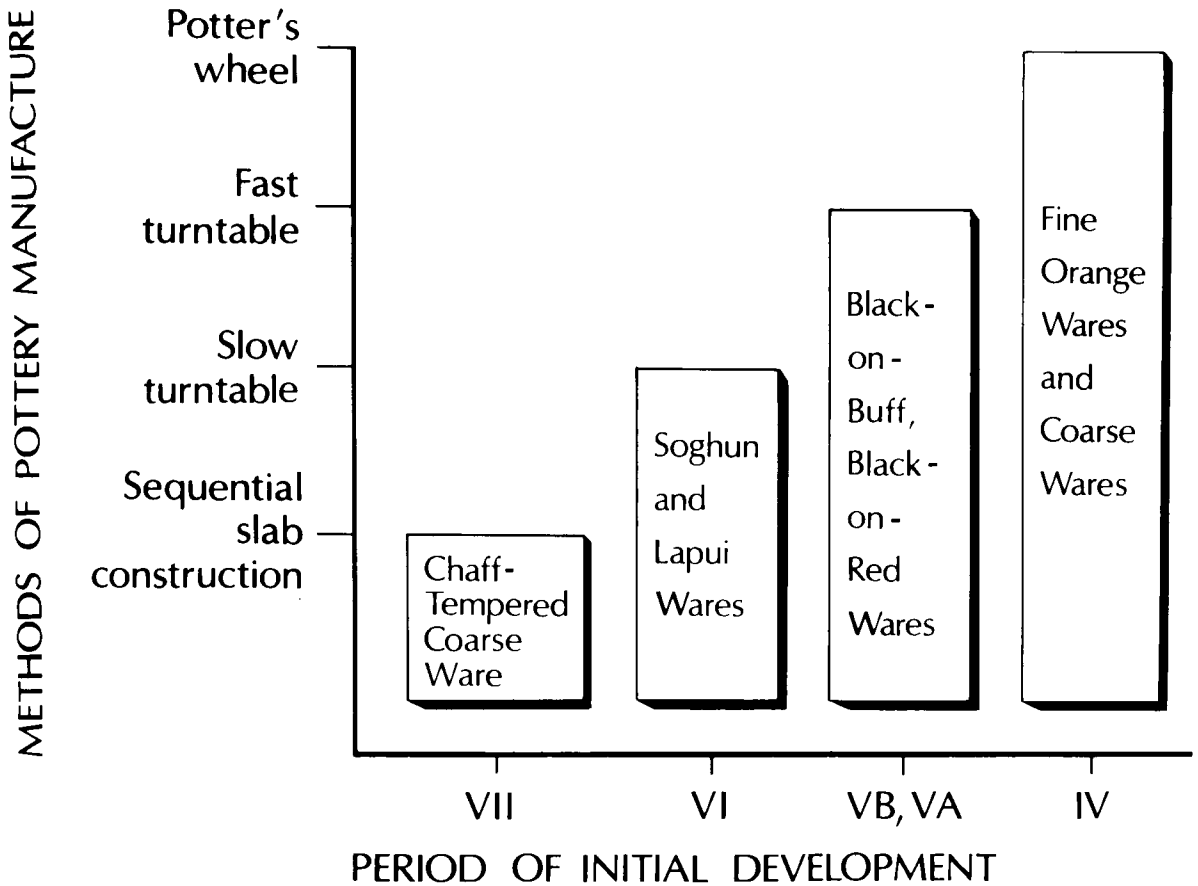 METHODS OF POTTERY MANUFACTURE
Potter's
wheel
Fast
turntable
Slow
turntable
Sequential
slab
construction
Chaff-
Tempered
Coarse
Ware
Soghun
and
Lapui
Wares
Black-
on-
Buff,
Black-
on-
Red
Wares
Fine
Orange
Wares
and
Coarse
Wares
VII
VI
VB, VA
IV
PERIOD OF INITIAL DEVELOPMENT